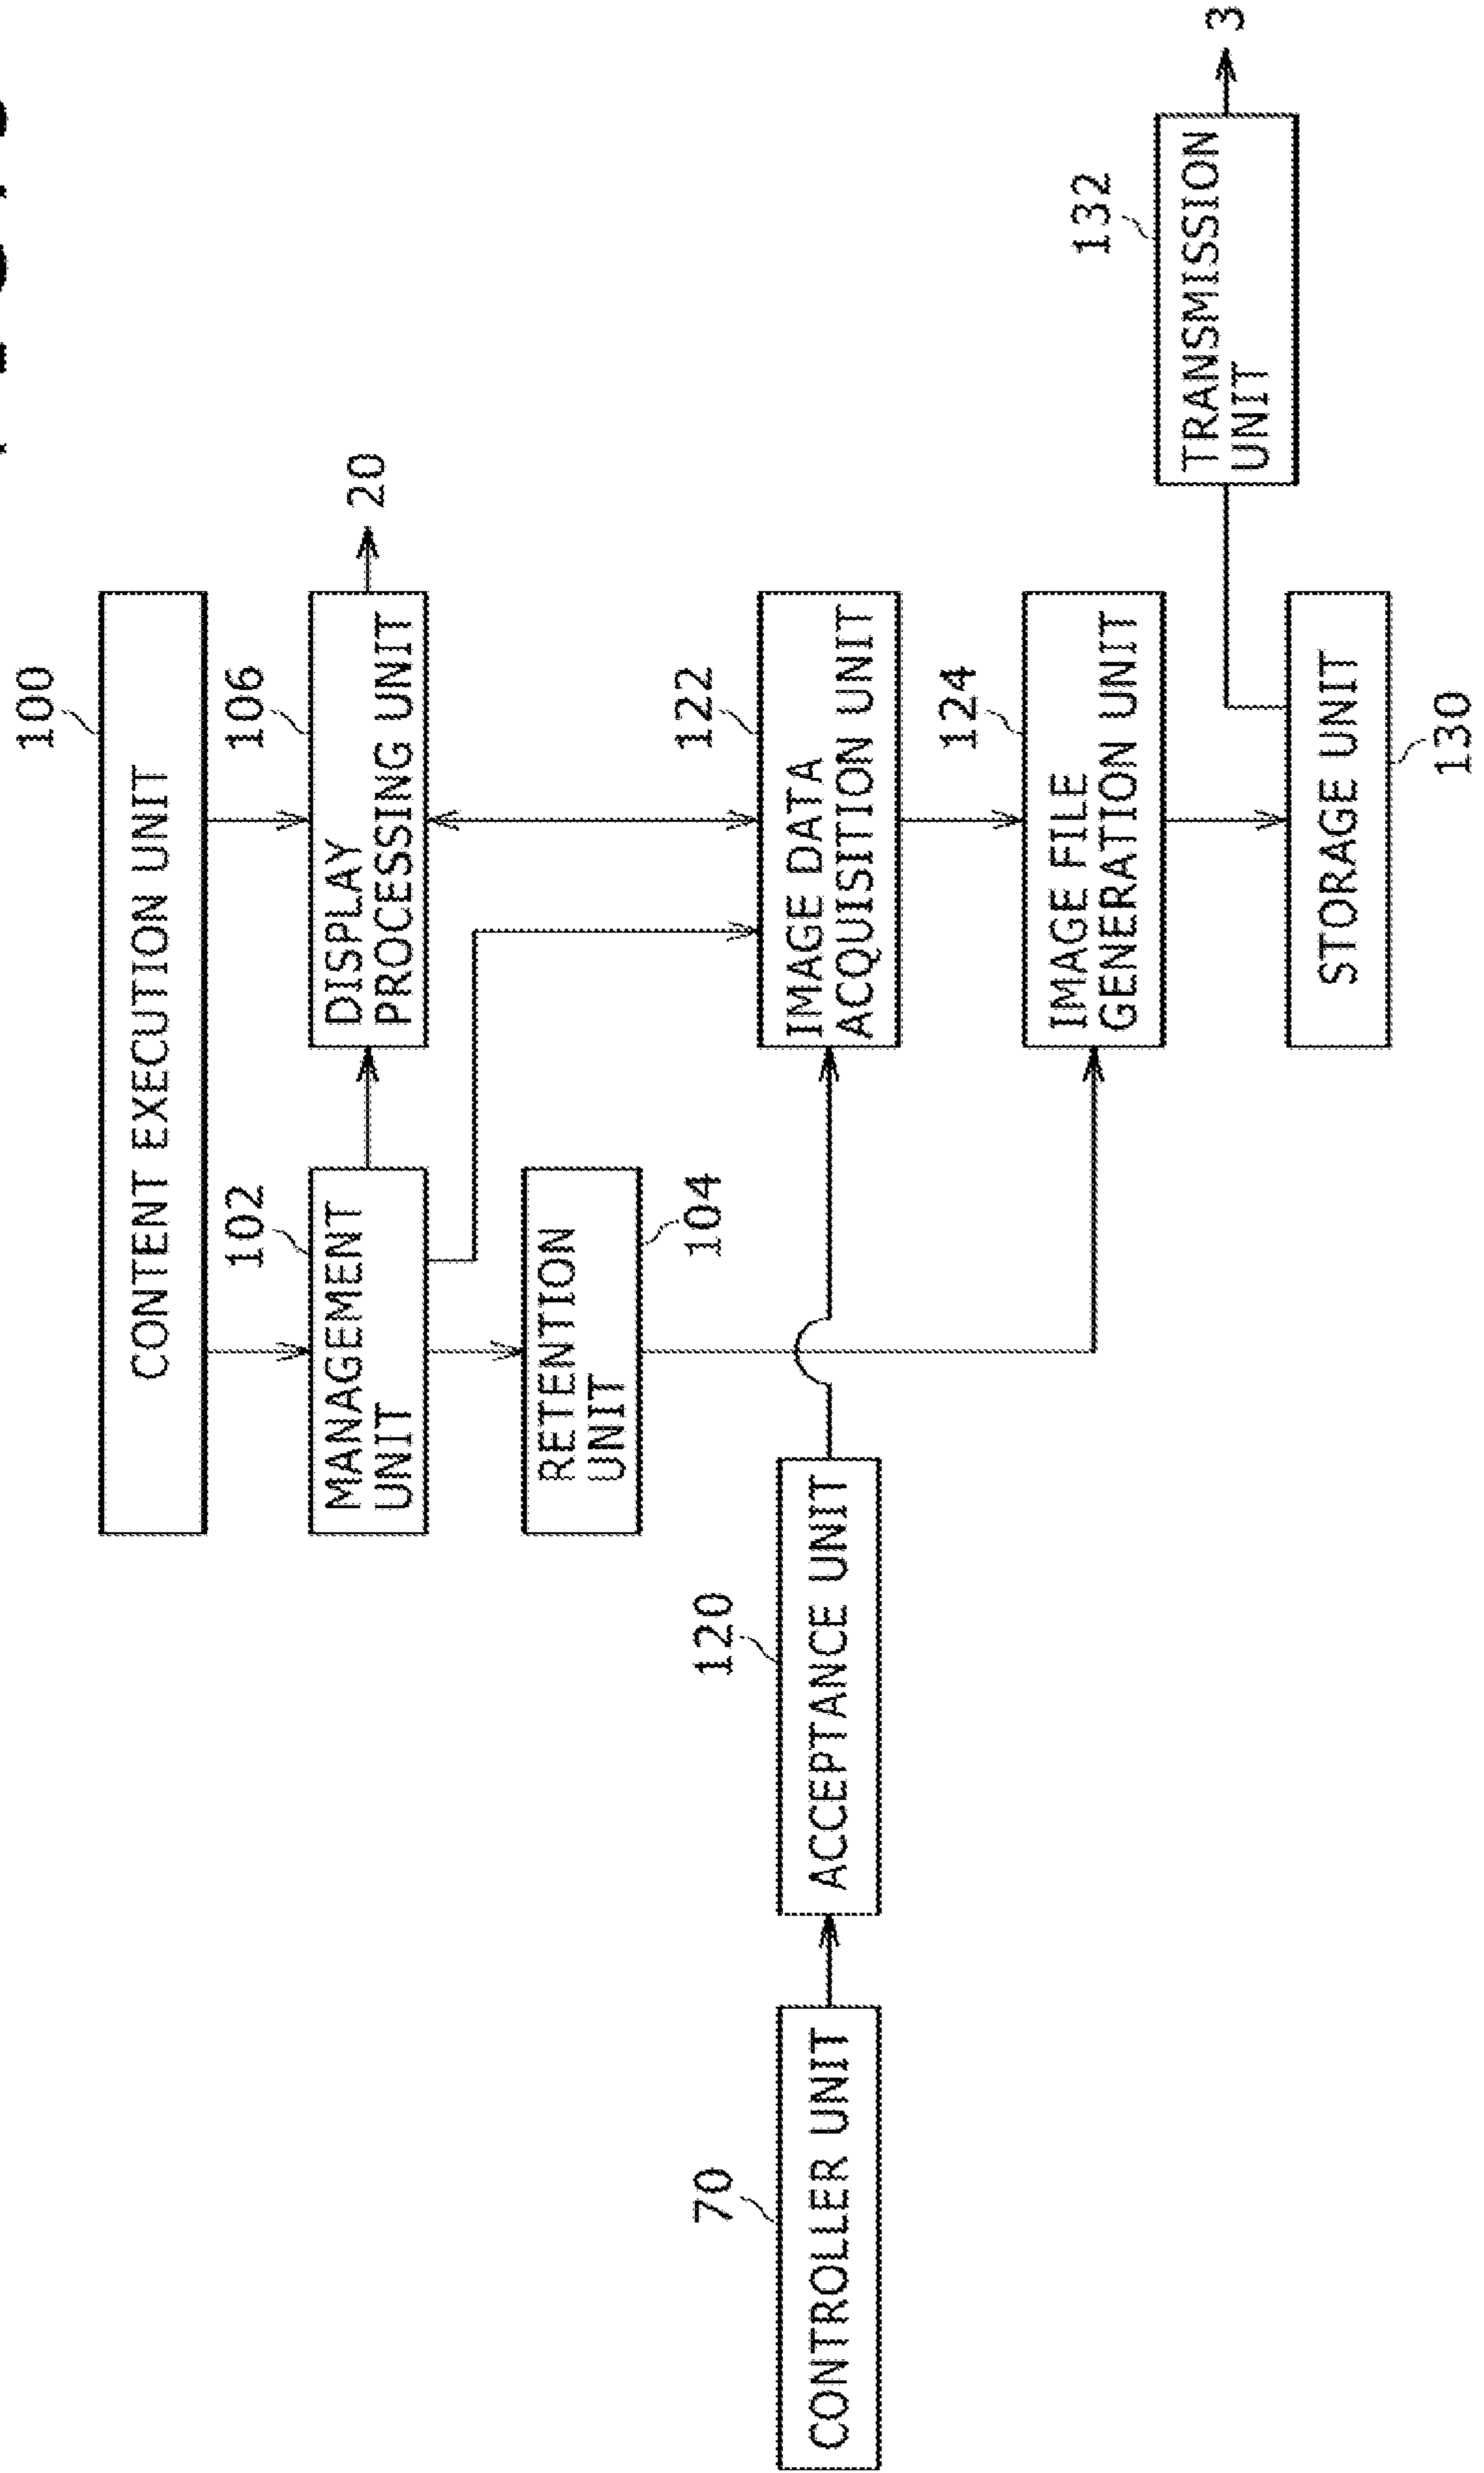 100
CONTENT EXECUTION UNIT
102
MANAGEMENT
UNIT
106
DISPLAY
PROCESSING UNIT
20
RETENTION
UNIT
104
70
CONTROLLER UNIT
120
ACCEPTANCE UNIT
122
IMAGE DATA
ACQUISITION UNIT
124
IMAGE FILE
GENERATION UNIT
132
TRANSMISSION
UNIT
3
STORAGE UNIT
130